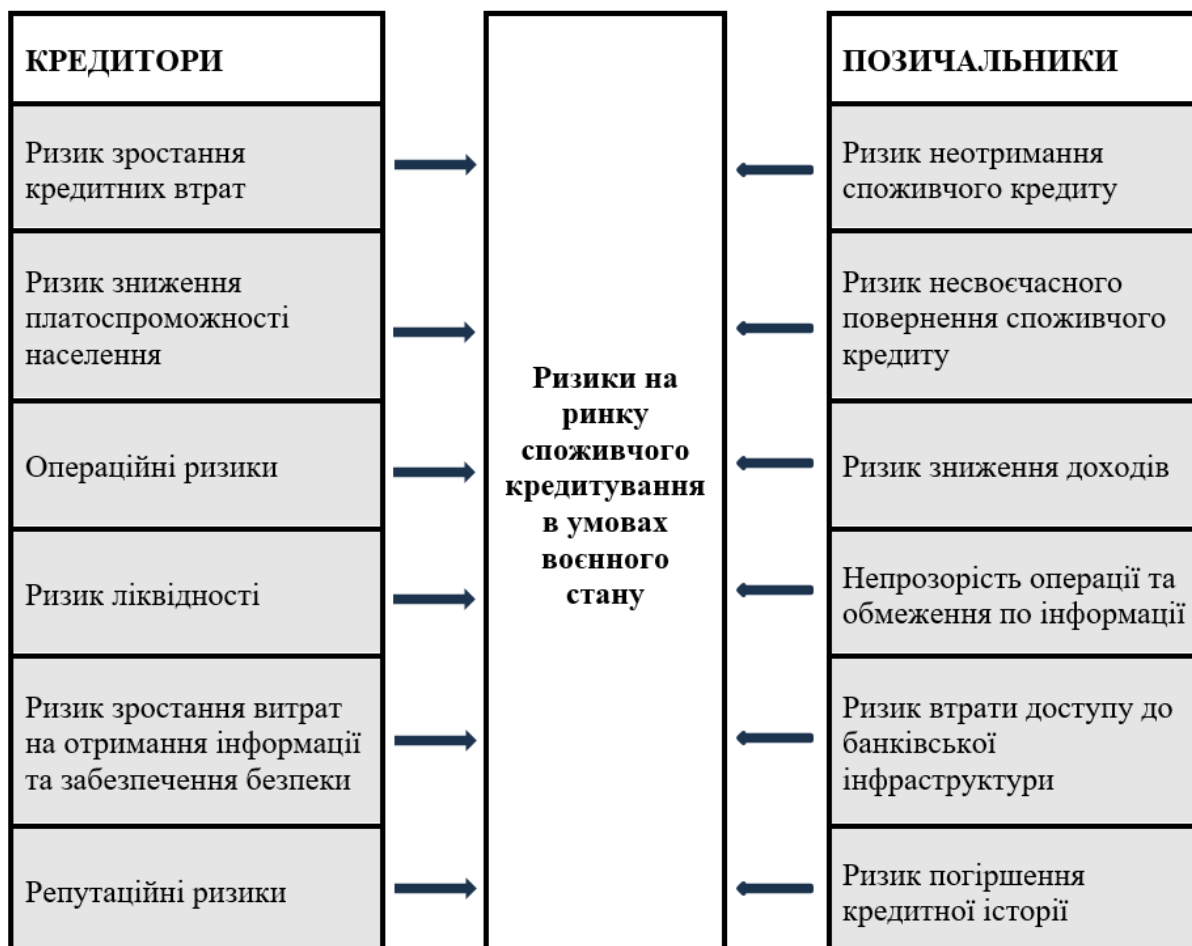 КРЕДИТОРИ
Ризик зростання
кредитних втрат
Ризик зниження
платоспроможності
населення
Операційні ризики
Ризик ліквідності
Ризик зростання витрат
на отримання інформації
та забезпечення безпеки
Репутаційні ризики
Ризики на
ринку
споживчого
кредитування
в умовах
воєнного
стану
ПОЗИЧАЛЬНИКИ
Ризик неотримання
споживчого кредиту
Ризик несвоєчасного
повернення споживчого
кредиту
Ризик зниження доходів
Непрозорість операції та
обмеження по інформації
Ризик втрати доступу до
банківської
інфраструктури
Ризик погіршення
кредитної історії